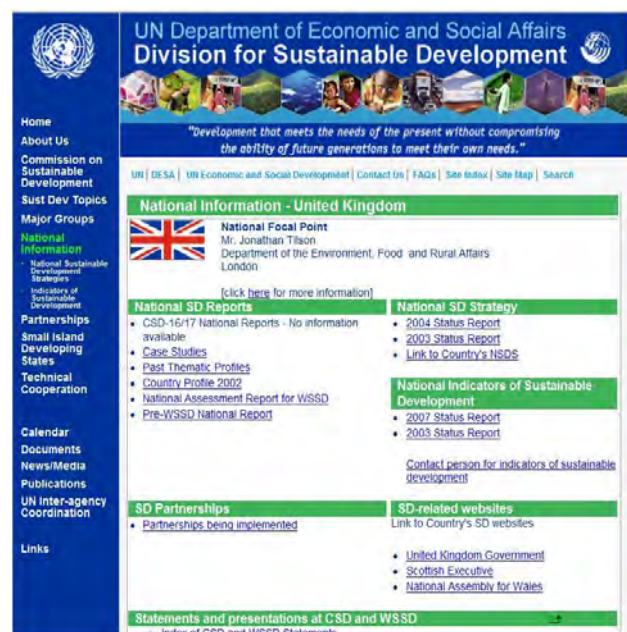 UN Department of Economic and Social Affairs
Division for Sustainable Development
"Development that meets the needs of the present without compromising
the ability of future generations to meet their own needs."
UN | DESA | UN Economic and Social Development | Contact Us | FAQs | Site Index | Site Map | Search
Home
About Us
Commission on
Sustainable
Development
Sust Dev Topics
Major Groups
National
Information
· National Sustainable
Development
Strategies
· Indicators of
Sustainable
Development
Partnerships
Small Island
Developing
States
Technical
Cooperation
Calendar
Documents
News/Media
Publications
UN Inter-agency
Coordination
Links
National Information - United Kingdom
National Focal Point
Mr. Jonathan Tilson
Department of the Environment, Food and Rural Affairs
London
[click here for more information]
National SD Reports
• CSD-16/17 National Reports - No information
available
• Case Studies
• Past Thematic Profiles
• Country Profile 2002
• National Assessment Report for WSSD
• Pre-WSSD National Report
National SD Strategy
• 2004 Status Report
• 2003 Status Report
• Link to Country's NSDS
National Indicators of Sustainable
Development
• 2007 Status Report
• 2003 Status Report
Contact person for indicators of sustainable
development
SD Partnerships
• Partnerships being implemented
SD-related websites
Link to Country's SD websites
• United Kingdom Government
• Scottish Executive
• National Assembly for Wales
Statements and presentations at CSD and WSSD
Index of CSD and WSSD Statements